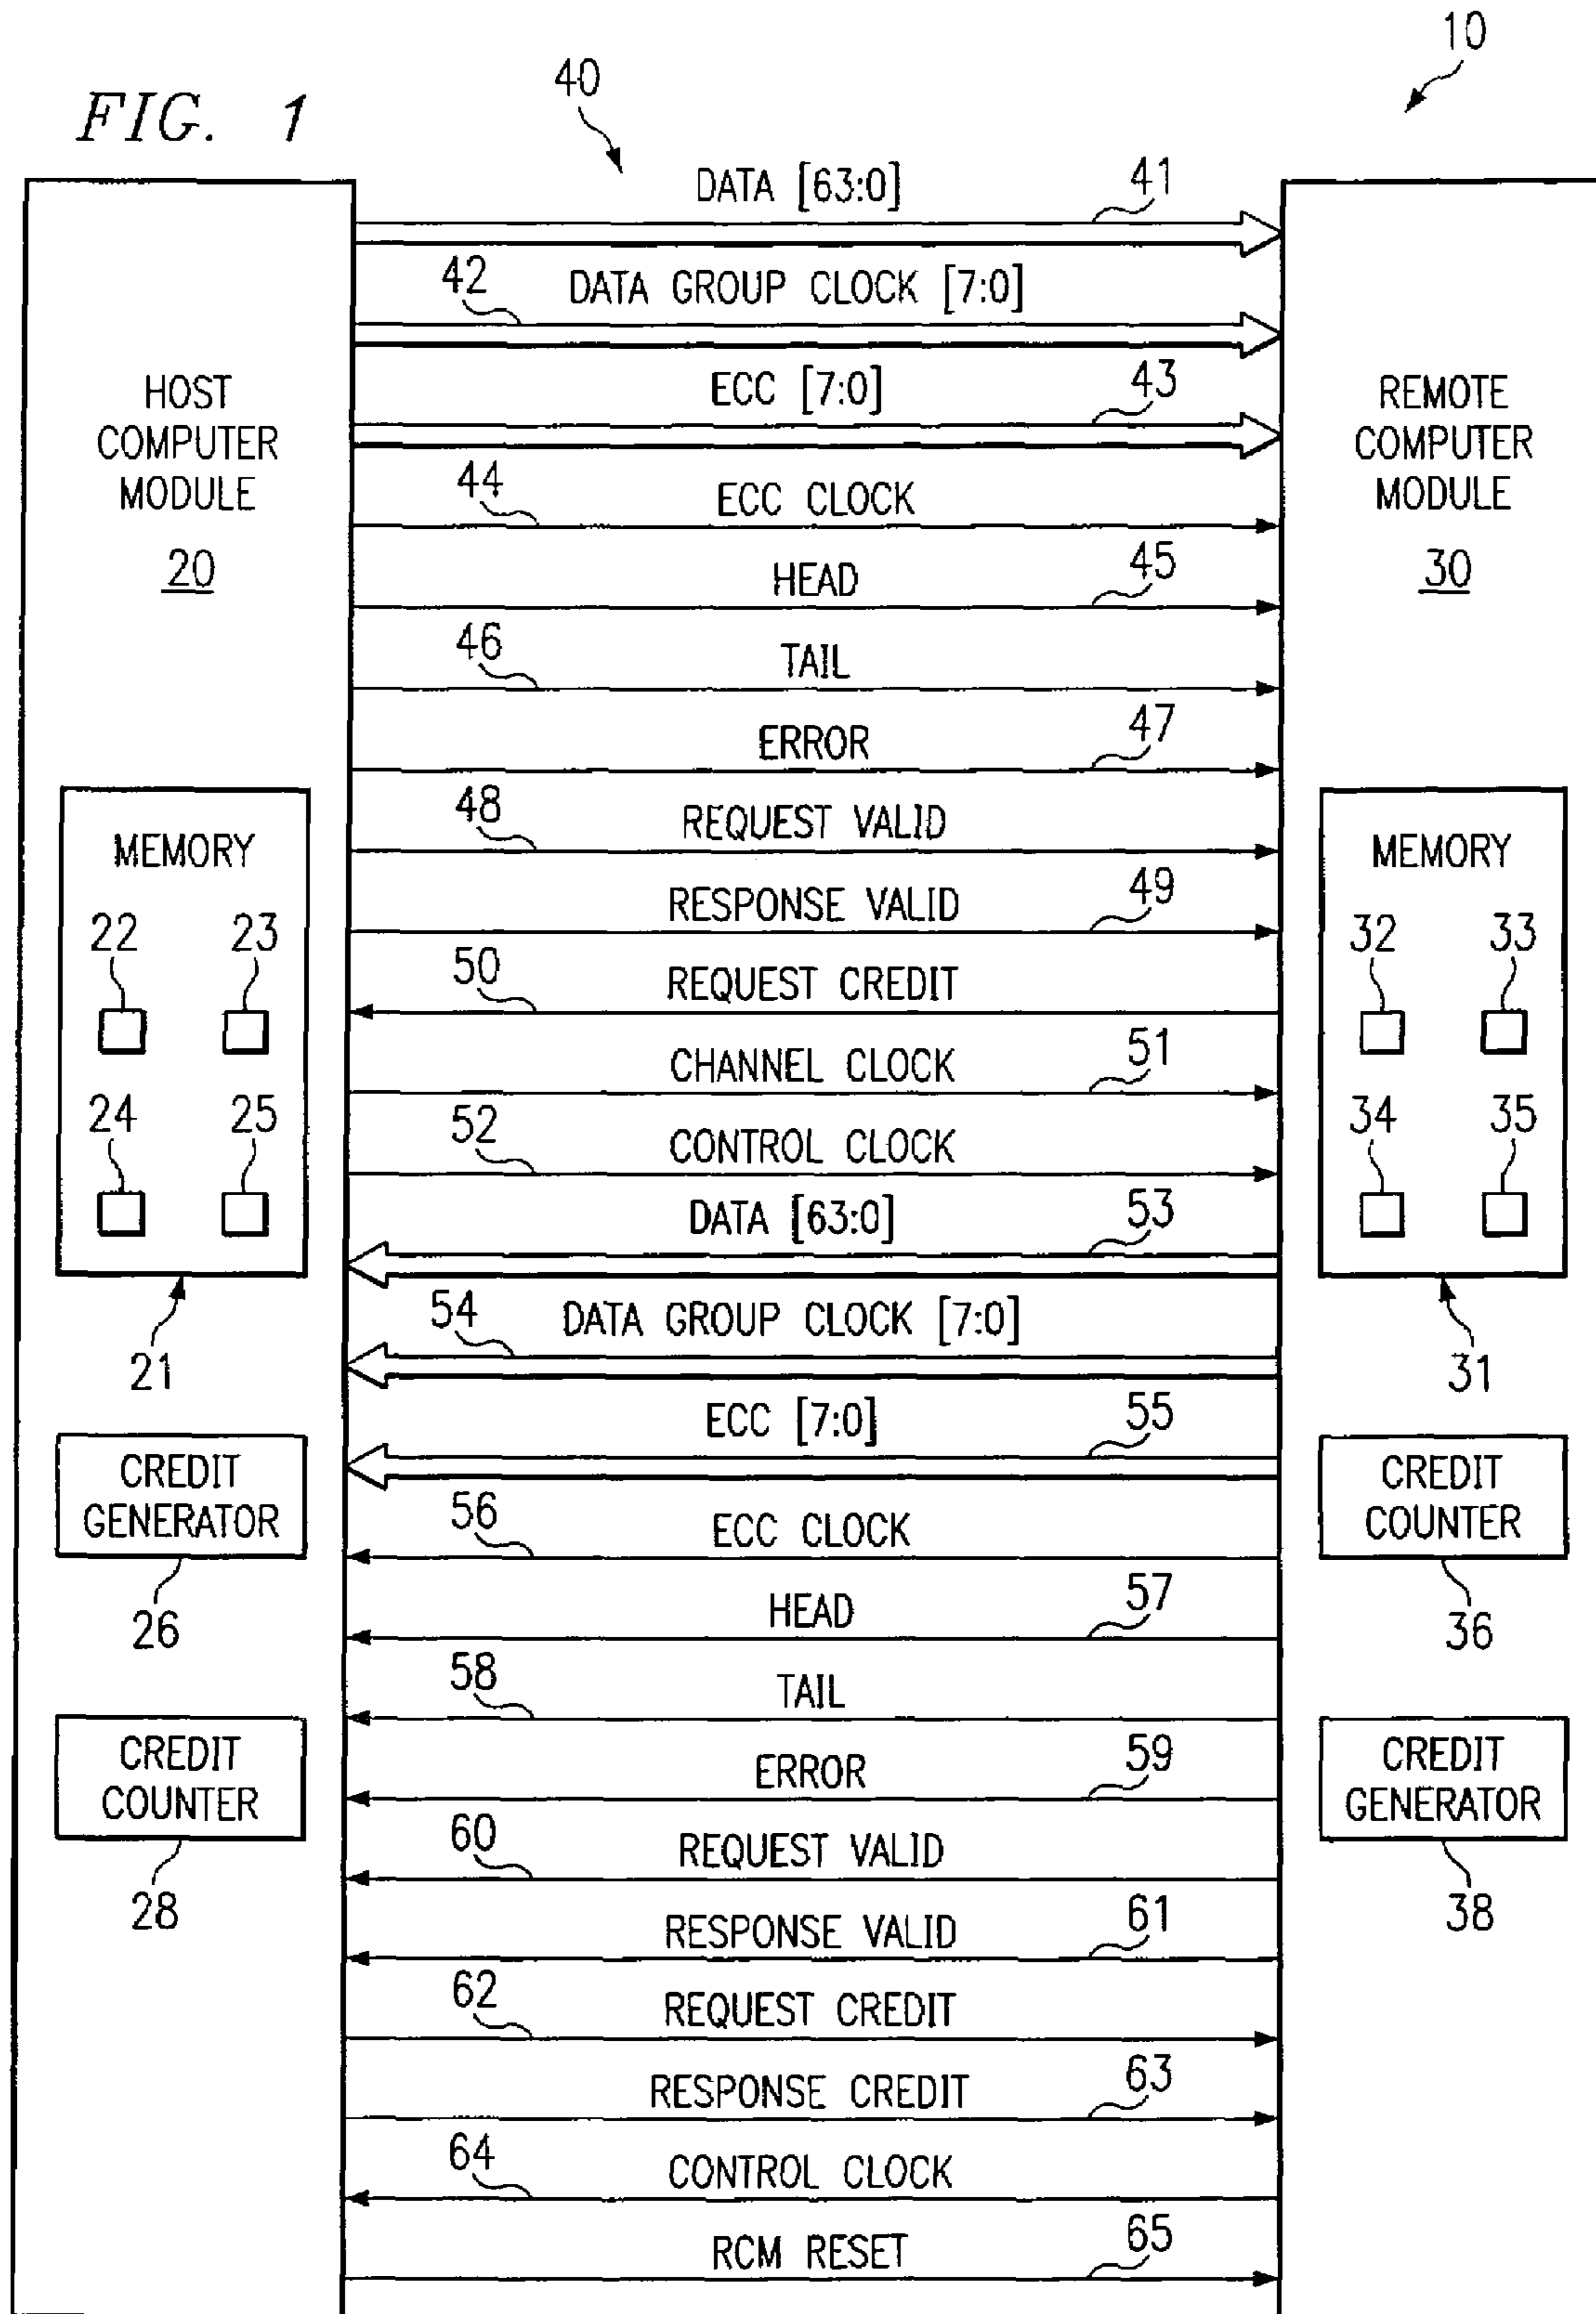 FIG. 1
10
40
DATA [63:0]
41
42
DATA GROUP CLOCK [7:0]
ECC [7:0]
43
44
ECC CLOCK
HEAD
45
46
TAIL
ERROR
47
48
REQUEST VALID
RESPONSE VALID
49
50
REQUEST CREDIT
CHANNEL CLOCK
51
52
CONTROL CLOCK
DATA [63:0]
53
54
DATA GROUP CLOCK [7:0]
ECC [7:0]
55
56
ECC CLOCK
HEAD
57
58
TAIL
ERROR
59
60
REQUEST VALID
RESPONSE VALID
61
62
REQUEST CREDIT
RESPONSE CREDIT
63
64
CONTROL CLOCK
RCM RESET
65
HOST
COMPUTER
MODULE
20
MEMORY
22 23
24 25
21
CREDIT
GENERATOR
26
CREDIT
COUNTER
28
REMOTE
COMPUTER
MODULE
30
MEMORY
32 33
34 35
31
CREDIT
COUNTER
36
CREDIT
GENERATOR
38